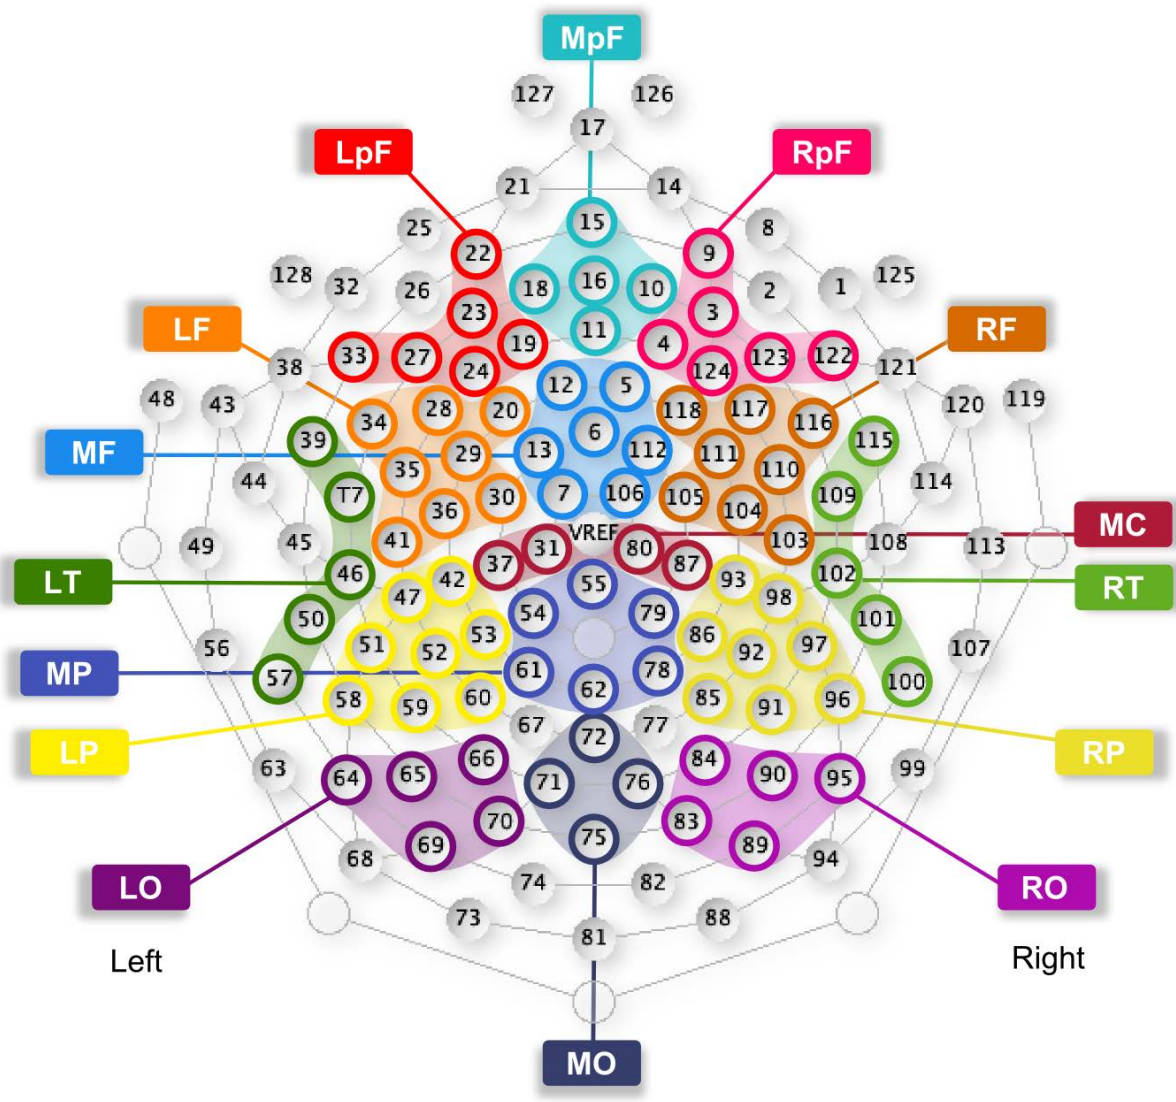 MpF
127 126
17
LpF RpF
21 14
15
25 8
22 9
128 32 26 18 16 10 2 1 125
23 3
LF 11 RF
33 27 19 4 123 122
38 24 124 121
12 5
48 43 28 20 118 117 120 119
34 6 116
39 115
MF 13 112
35 29 111 110
44 T7 30 7 106 105 109 114
36 104
MC
VREF
49 45 41 31 80 103 108 113
37 87
LT 46 42 55 93 102 RT
47 98
50 54 79 101
56 51 52 53 86 92 97 107
MP 57 61 78 100
58 59 60 62 85 91 96
67 72 77
LP RP
63 64 65 66 71 76 84 90 95 99
70 75 83
68 69 89 94
LO 74 82 RO
73 88
81
Left Right
MO